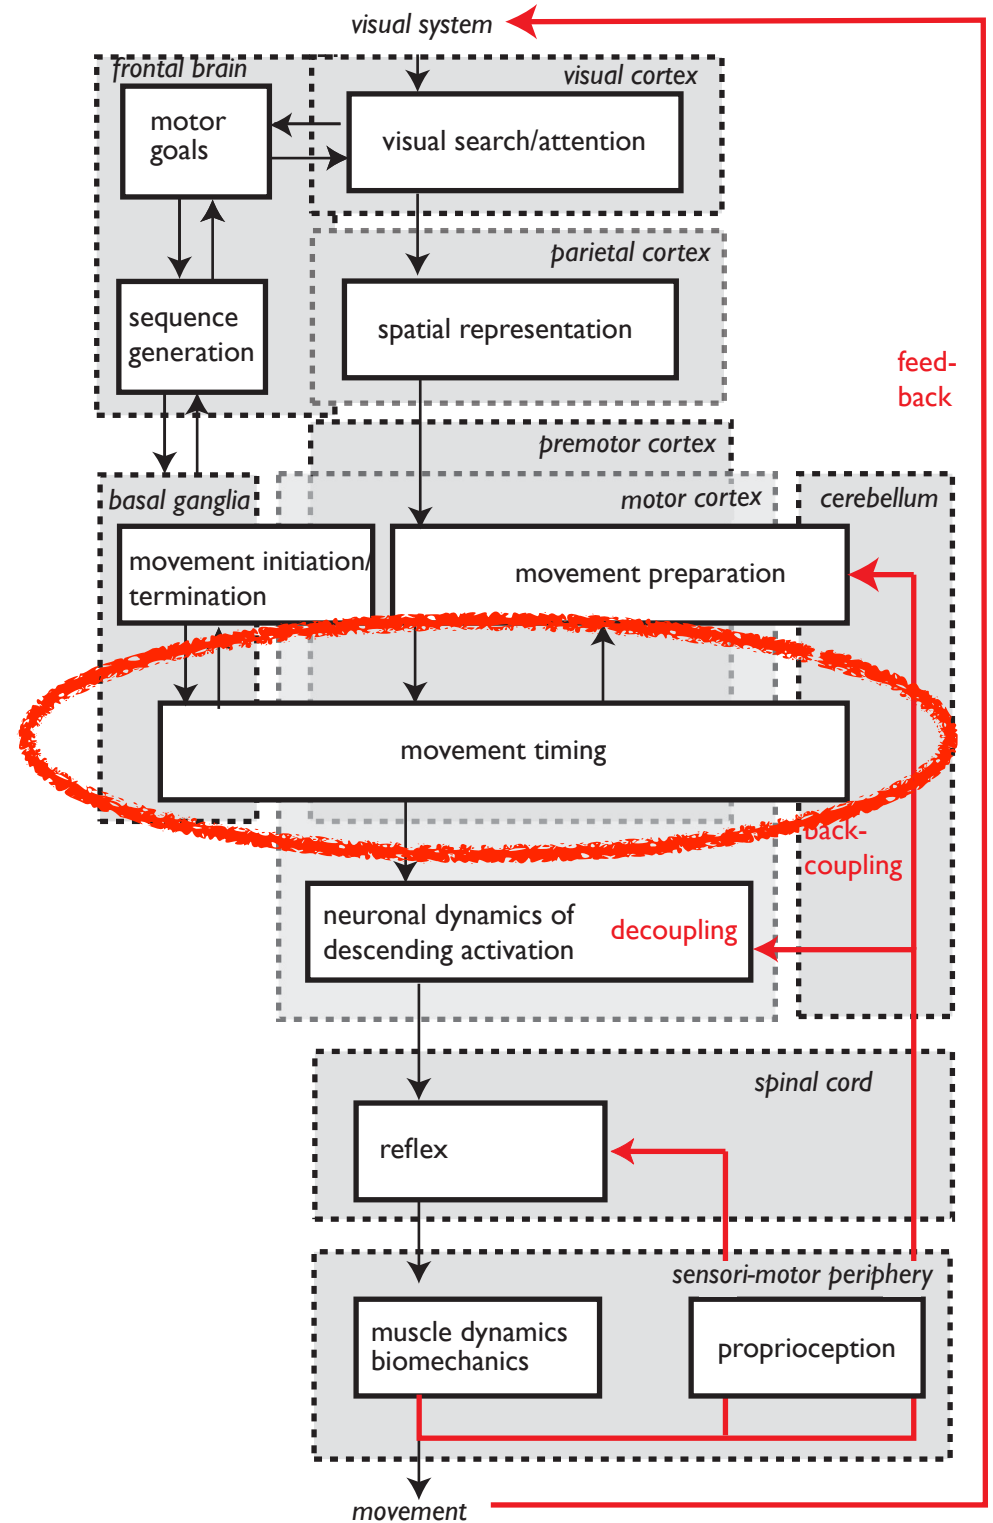 visual system
frontal brain
visual cortex
motor
goals
visual search/attention
parietal cortex
sequence
generation
spatial representation
feed-
back
premotor cortex
basal ganglia
motor cortex
cerebellum
movement initiation/
termination
movement preparation
movement timing
back-
coupling
neuronal dynamics of
descending activation
decoupling
spinal cord
reflex
sensori-motor periphery
muscle dynamics
biomechanics
proprioception
movement